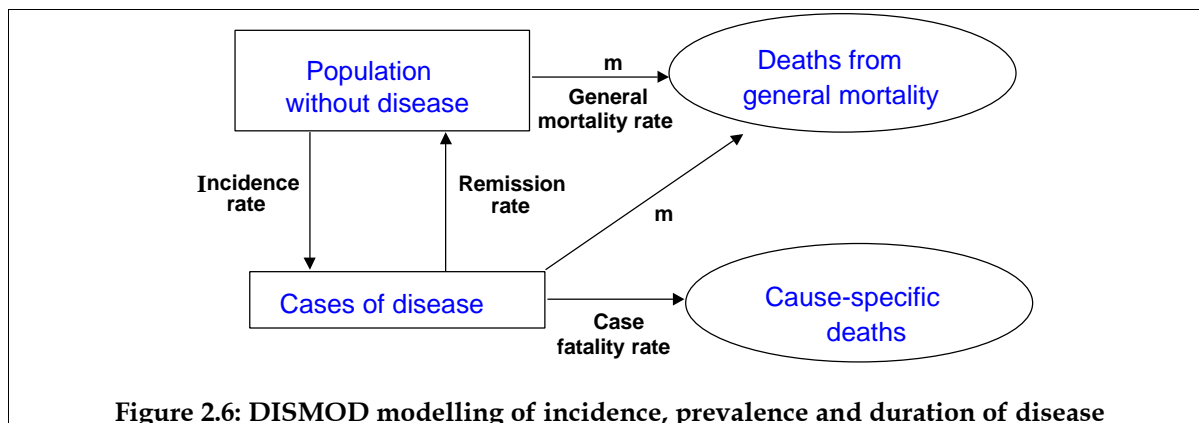 Population
without disease
m
General
mortality rate
Deaths from
general mortality
Incidence
rate
Remission
rate
m
Cases of disease
Case
fatality rate
Cause-specific
deaths
Figure 2.6: DISMOD modelling of incidence, prevalence and duration of disease